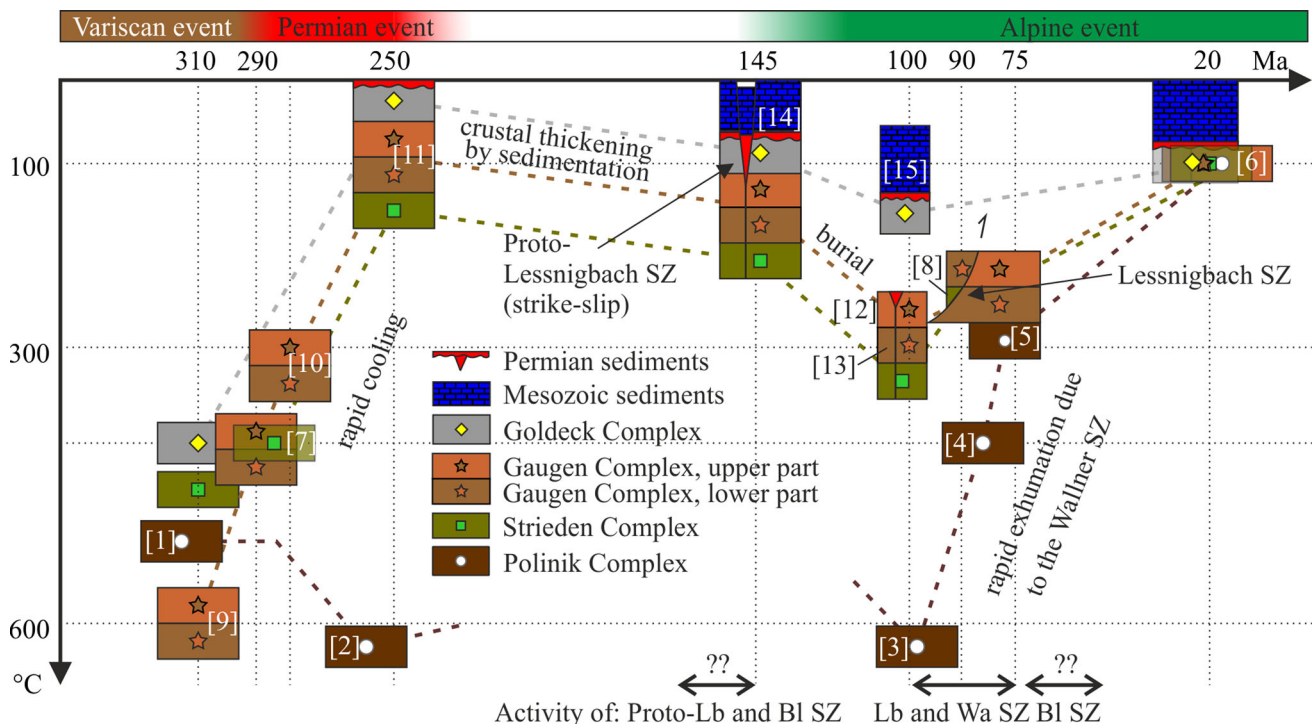 Variscan event Permian event Alpine event
310 290 250 145 100 90 75 20 Ma
100
300
600
°C
crustal thickening
by sedimentation
Proto-
Lessnigbach SZ
(strike-slip)
burial
rapid cooling
Lessnigbach SZ
rapid exhumation due
to the Wallner SZ
[1]
[2]
[3]
[4]
[5]
[6]
[7]
[8]
[9]
[10]
[11]
[12]
[13]
[14]
[15]
Permian sediments
Mesozoic sediments
Goldeck Complex
Gaugen Complex, upper part
Gaugen Complex, lower part
Strieden Complex
Polinik Complex
?? ??
Activity of: Proto-Lb and Bl SZ Lb and Wa SZ Bl SZ